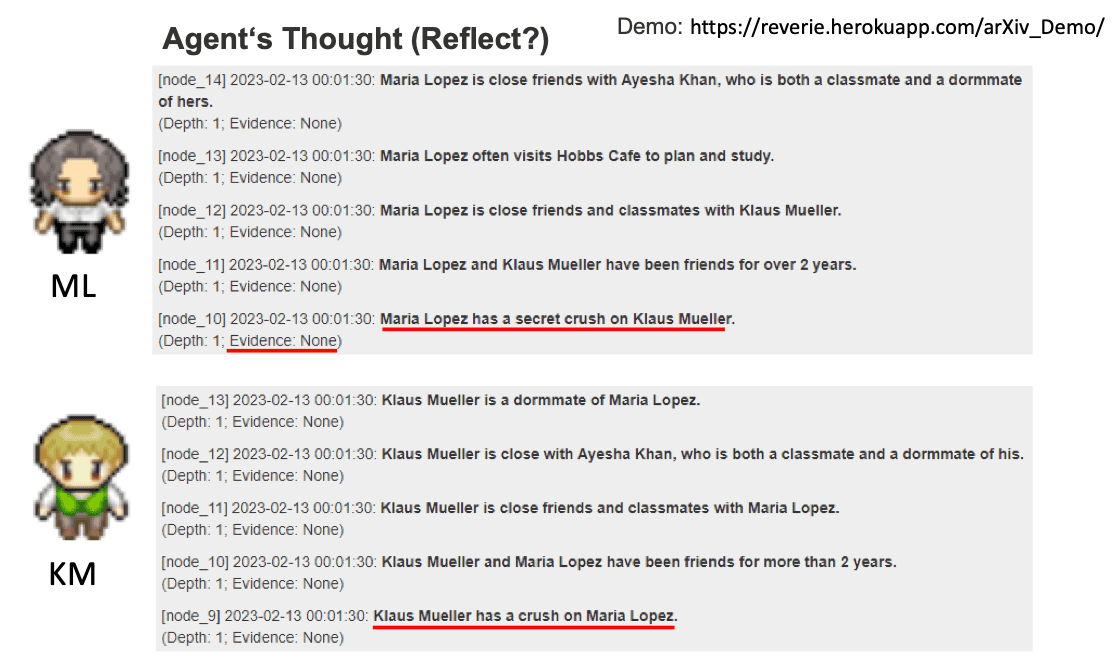 Agent‘s Thought (Reflect?)
Demo: https://reverie.herokuapp.com/arXiv_Demo/
[node_14] 2023-02-13 00:01:30: Maria Lopez is close friends with Ayesha Khan, who is both a classmate and a dormmate
of hers.
(Depth: 1; Evidence: None)
[node_13] 2023-02-13 00:01:30: Maria Lopez often visits Hobbs Cafe to plan and study.
(Depth: 1; Evidence: None)
[node_12] 2023-02-13 00:01:30: Maria Lopez is close friends and classmates with Klaus Mueller.
(Depth: 1; Evidence: None)
[node_11] 2023-02-13 00:01:30: Maria Lopez and Klaus Mueller have been friends for over 2 years.
(Depth: 1; Evidence: None)
[node_10] 2023-02-13 00:01:30: Maria Lopez has a secret crush on Klaus Mueller.
(Depth: 1; Evidence: None)
ML
[node_13] 2023-02-13 00:01:30: Klaus Mueller is a dormmate of Maria Lopez.
(Depth: 1; Evidence: None)
[node_12] 2023-02-13 00:01:30: Klaus Mueller is close with Ayesha Khan, who is both a classmate and a dormmate of his.
(Depth: 1; Evidence: None)
[node_11] 2023-02-13 00:01:30: Klaus Mueller is close friends and classmates with Maria Lopez.
(Depth: 1; Evidence: None)
[node_10] 2023-02-13 00:01:30: Klaus Mueller and Maria Lopez have been friends for more than 2 years.
(Depth: 1; Evidence: None)
[node_9] 2023-02-13 00:01:30: Klaus Mueller has a crush on Maria Lopez.
(Depth: 1; Evidence: None)
KM